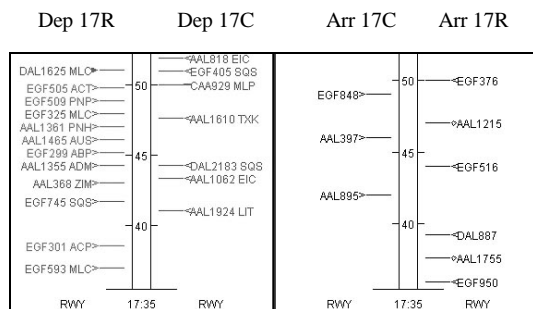 Dep 17R Dep 17C Arr 17C Arr 17R
AAL818 EIC
DAL1625 MLC EGF405 SQS
EGF505 ACT 50 CAA929 MLP
EGF509 PNP
EGF325 MLC
AAL1361 PNH AAL1610 TXK
AAL1465 AUS
EGF299 ABP 45
AAL1355 ADM DAL2183 SQS
AAL368 ZIM AAL1062 EIC
EGF745 SQS
AAL1924 LIT
40
EGF301 ACP
EGF593 MLC
RWY 17:35 RWY
50 EGF376
EGF848
AAL1215
AAL397
45
EGF516
AAL895
40
DAL887
AAL1755
EGF950
RWY 17:35 RWY